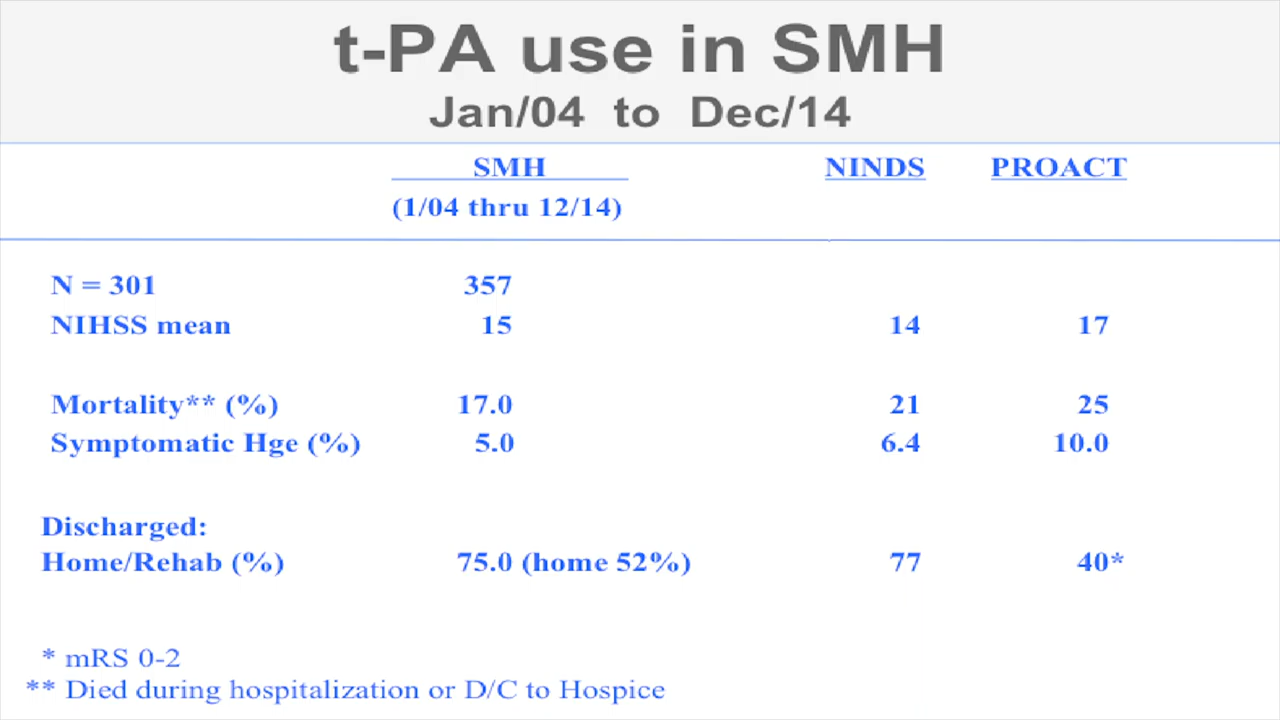 t-PA use in SMH
Jan/04 to Dec/14
SMH NINDS PROACT
(1/04 thru 12/14)
N = 301 357
NIHSS mean 15 14 17
Mortality** (%) 17.0 21 25
Symptomatic Hge (%) 5.0 6.4 10.0
Discharged:
Home/Rehab (%) 75.0 (home 52%) 77 40*
* mRS 0-2
** Died during hospitalization or D/C to Hospice